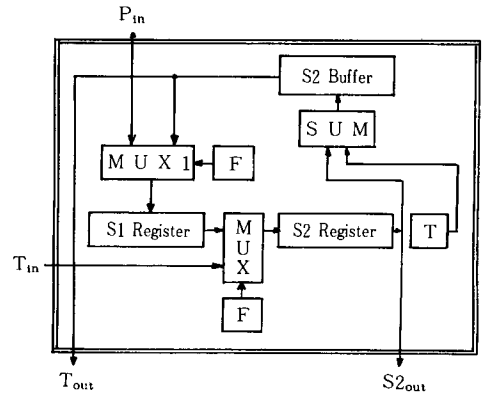 P_in
S2 Buffer
S U M
M U X 1
F
S1 Register
M
U
X
S2 Register
T
T_in
F
T_out
S2_out